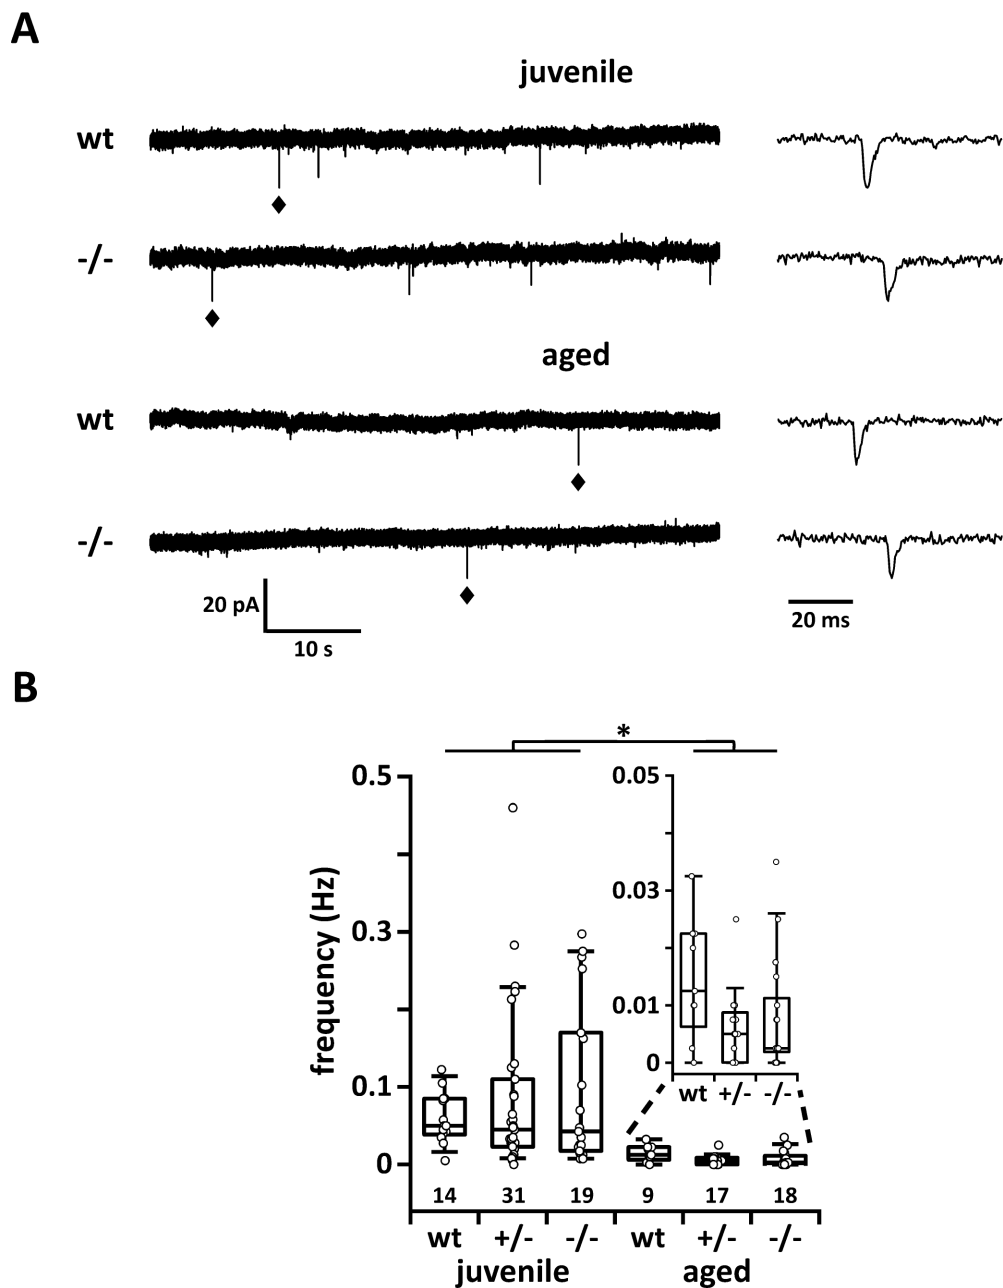 A
juvenile
wt
-/-
aged
wt
-/-
20 pA
10 s
20 ms
B
*
0.5
0.3
0.1
0
frequency (Hz)
0.05
0.03
0.01
0
wt +/- -/-
14 31 19 9 17 18
wt +/- -/- wt +/- -/-
juvenile aged